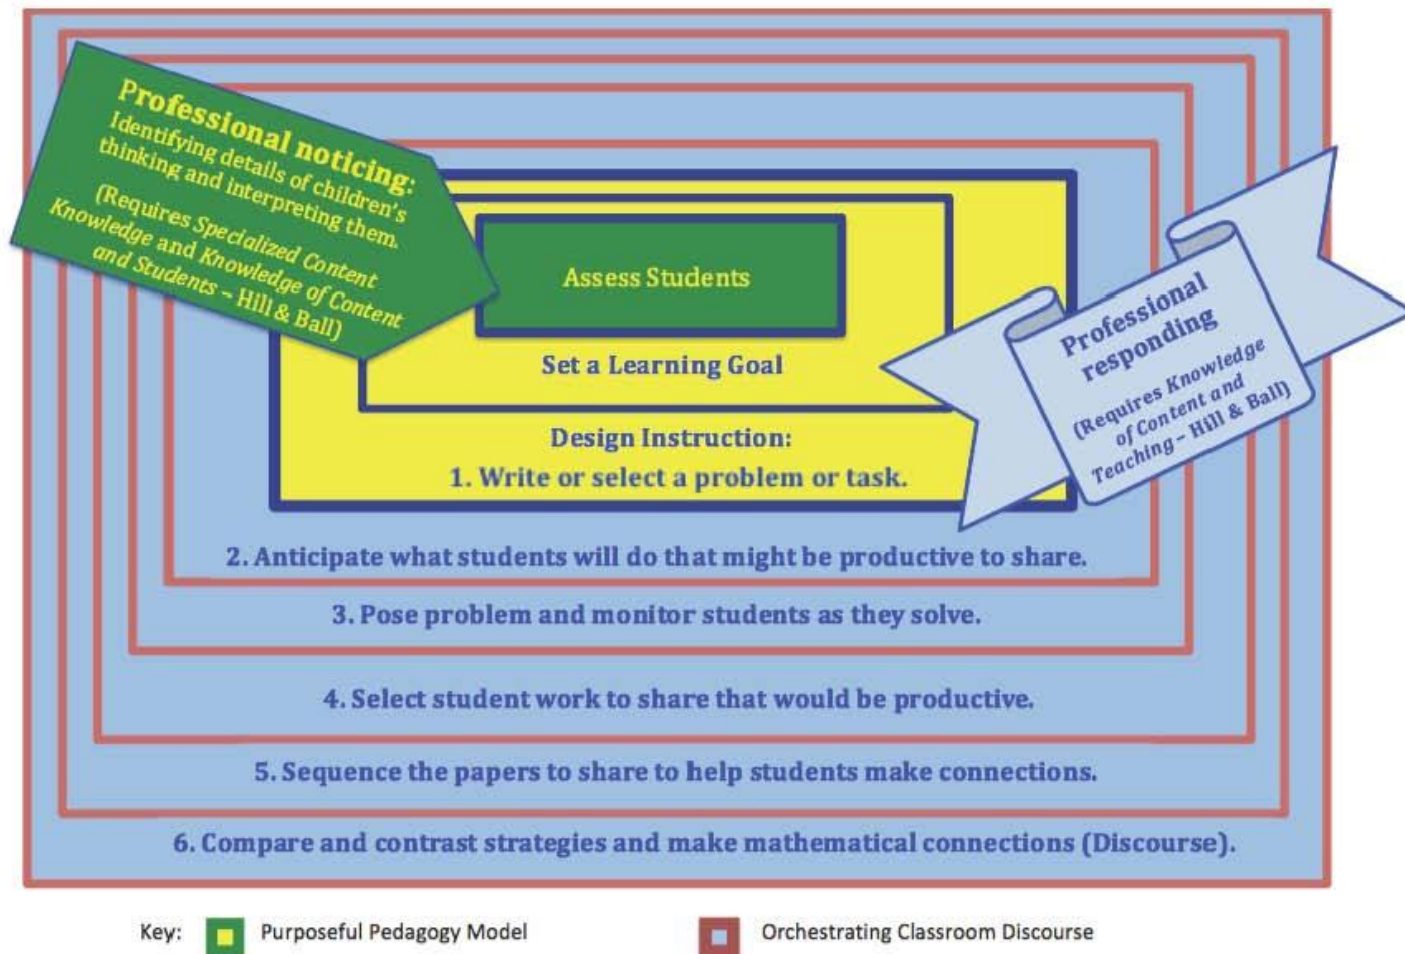 Professional noticing:
Identifying details of children's
thinking and interpreting them.
(Requires Specialized Content
Knowledge and Knowledge of Content
and Students – Hill & Ball)
Assess Students
Set a Learning Goal
Professional
responding
(Requires Knowledge
of Content and
Teaching – Hill & Ball)
Design Instruction:
1. Write or select a problem or task.
2. Anticipate what students will do that might be productive to share.
3. Pose problem and monitor students as they solve.
4. Select student work to share that would be productive.
5. Sequence the papers to share to help students make connections.
6. Compare and contrast strategies and make mathematical connections (Discourse).
Key: Purposeful Pedagogy Model Orchestrating Classroom Discourse